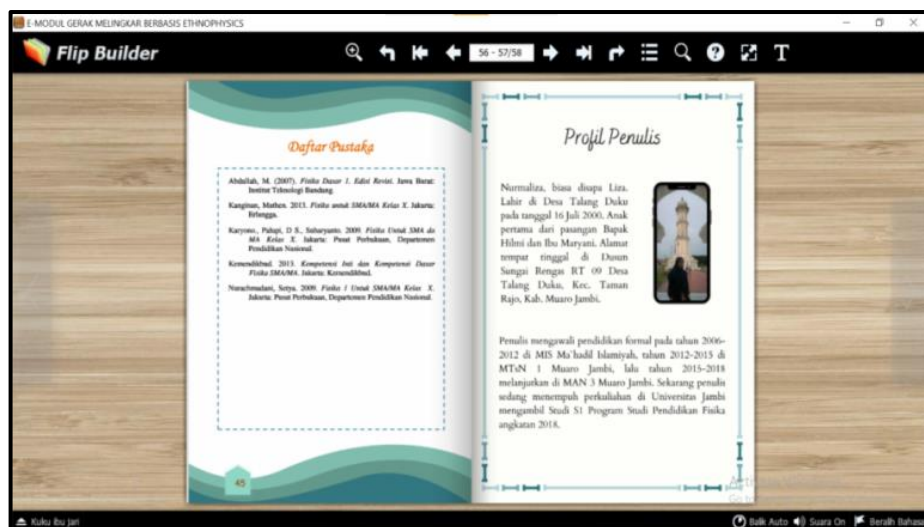 E-MODUL GERAK MELINGKAR BERBASIS ETHNOPHYSICS
Flip Builder
56 - 57/58
Daftar Pustaka
Abdullah, M. (2007). Fisika Dasar 1. Edisi Revisi. Jawa Barat:
Institut Teknologi Bandung.
Kanginan, Mathen. 2013. Fisika untuk SMA/MA Kelas X. Jakarta:
Erlangga.
Karyono, Palupi, D S., Suharyanto. 2009. Fisika Untuk SMA do
MA Kelas X. Jakarta: Pusat Perbukuan, Departemen
Pendidikan Nasional.
Kemendikbud. 2013. Kompetensi Inti dan Kompetensi Dasar
Fisika SMA/MA. Jakarta: Kemendikbud.
Nurachmadani, Setya. 2009. Fisika 1 Untuk SMA/MA Kelas X.
Jakarta: Pusat Perbukuan, Departemen Pendidikan Nasional.
45
Profil Penulis
Nurmaliza, biasa disapa Liza.
Lahir di Desa Talang Duku
pada tanggal 16 Juli 2000. Anak
pertama dari pasangan Bapak
Hilmi dan Ibu Maryani. Alamat
tempat tinggal di Dusun
Sungai Rengas RT 09 Desa
Talang Duku, Kec. Taman
Rajo, Kab. Muaro Jambi.
Penulis mengawali pendidikan formal pada tahun 2006-
2012 di MIS Ma'hadil Islamiyah, tahun 2012-2015 di
MTsN 1 Muaro Jambi, lalu tahun 2015-2018
melanjutkan di MAN 3 Muaro Jambi. Sekarang penulis
sedang menempuh perkuliahan di Universitas Jambi
mengambil Studi S1 Program Studi Pendidikan Fisika
angkatan 2018.
Kuku ibu jari
Balik Auto
Suara On
Beralih Bahasa